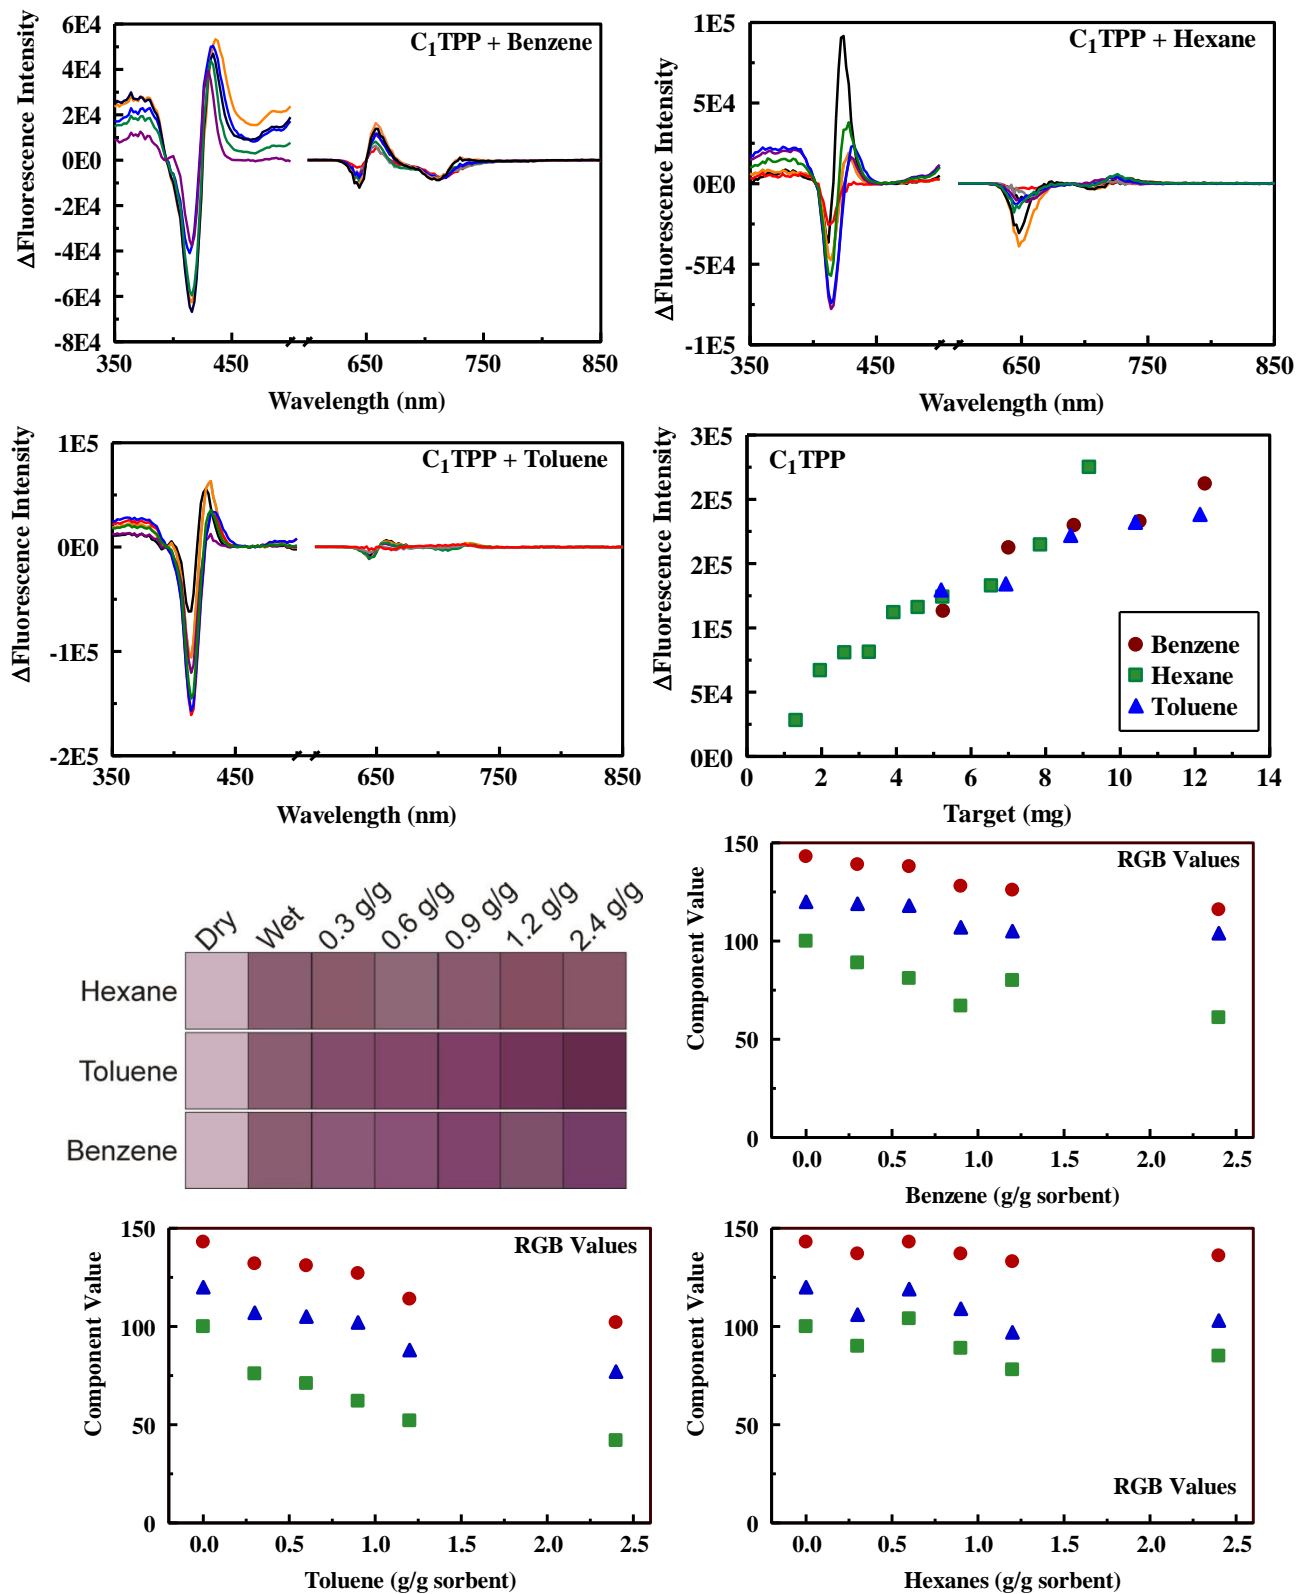 C1TPP + Benzene
ΔFluorescence Intensity
6E4
4E4
2E4
0E0
-2E4
-4E4
-6E4
-8E4
350 450 650 750 850
Wavelength (nm)
C1TPP + Hexane
ΔFluorescence Intensity
1E5
5E4
0E0
-5E4
-1E5
350 450 650 750 850
Wavelength (nm)
C1TPP + Toluene
ΔFluorescence Intensity
1E5
0E0
-1E5
-2E5
350 450 650 750 850
Wavelength (nm)
C1TPP
ΔFluorescence Intensity
3E5
2E5
2E5
1E5
5E4
0E0
0 2 4 6 8 10 12 14
Target (mg)
Benzene
Hexane
Toluene
Dry Wet 0.3 g/g 0.6 g/g 0.9 g/g 1.2 g/g 2.4 g/g
Hexane
Toluene
Benzene
RGB Values
Component Value
150
100
50
0
0.0 0.5 1.0 1.5 2.0 2.5
Benzene (g/g sorbent)
RGB Values
Component Value
150
100
50
0
0.0 0.5 1.0 1.5 2.0 2.5
Toluene (g/g sorbent)
Component Value
150
100
50
0
RGB Values
0.0 0.5 1.0 1.5 2.0 2.5
Hexanes (g/g sorbent)